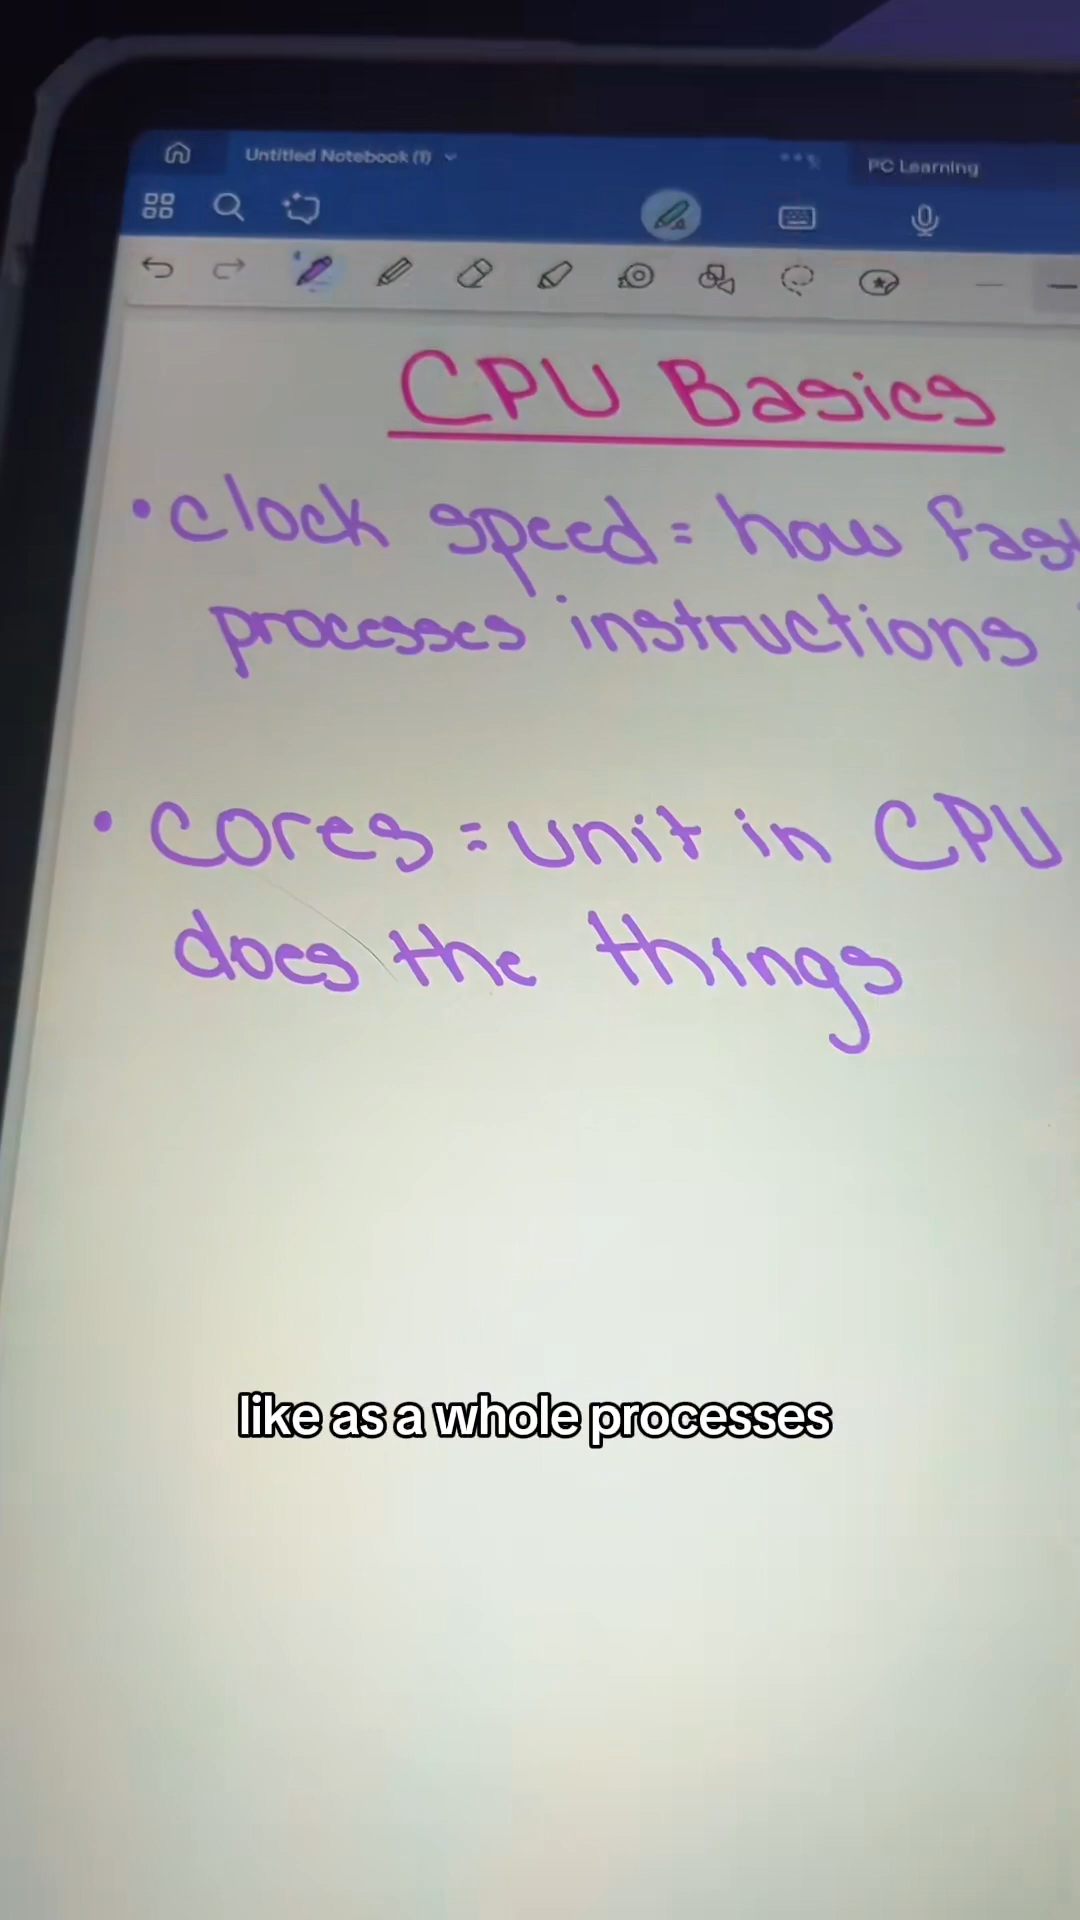 Untitled Notebook (1)
PC Learning
CPU Basics
• clock speed = how fast
processes instructions
• cores = unit in CPU
does the things
like as a whole processes